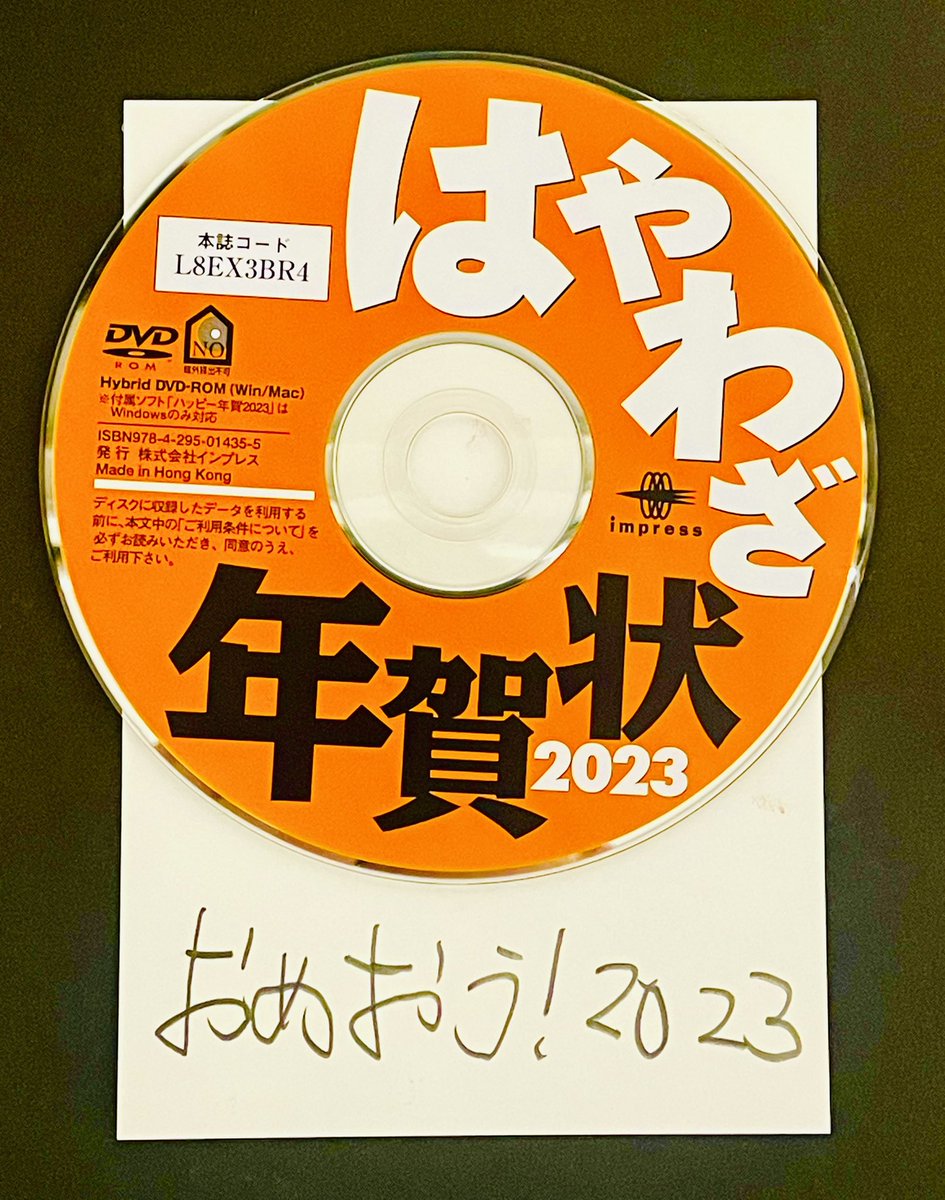 はやわざ
本誌コード
L8EX3BR4
DVD
ROM
NO
館外貸出不可
Hybrid DVD-ROM (Win/Mac)
※付属ソフト「ハッピー年賀2023」は
Windowsのみ対応
ISBN978-4-295-01435-5
発行 株式会社インプレス
Made in Hong Kong
ディスクに収録したデータを利用する
前に、本文中の「ご利用条件について」を
必ずお読みいただき、同意のうえ、
ご利用下さい。
impress
年賀状
2023
おめおう!2023